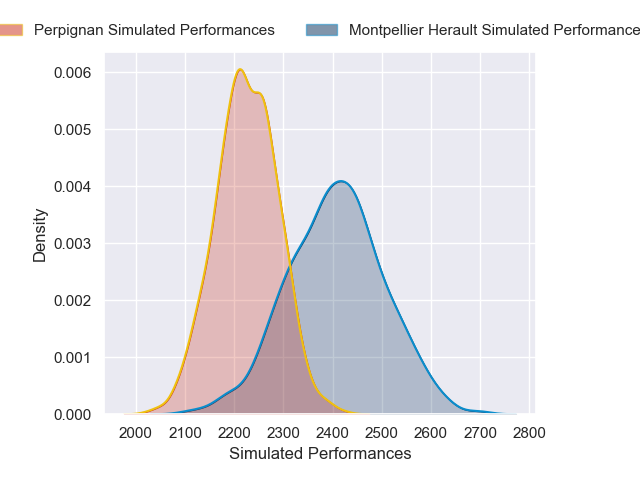 Perpignan Simulated Performances
Montpellier Herault Simulated Performance
0.006
0.005
0.004
0.003
0.002
0.001
0.000
Density
2000 2100 2200 2300 2400 2500 2600 2700 2800
Simulated Performances